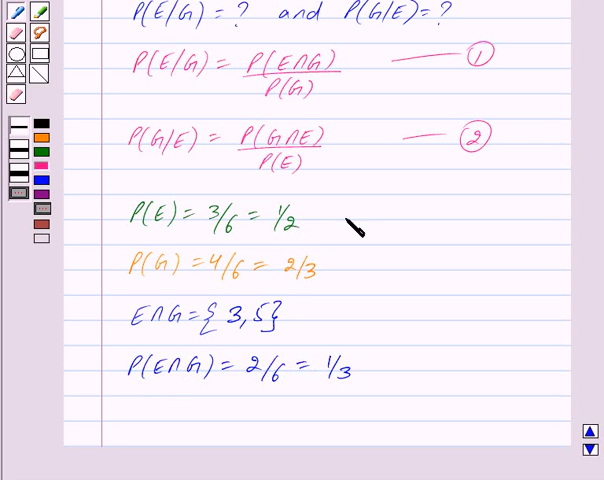 P(E/G) = ? and P(G/E) = ?
P(E/G) = P(E∩G)/P(G) —— ①
P(G/E) = P(G∩E)/P(E) —— ②
P(E) = 3/6 = 1/2
P(G) = 4/6 = 2/3
E∩G = {3,5}
P(E∩G) = 2/6 = 1/3